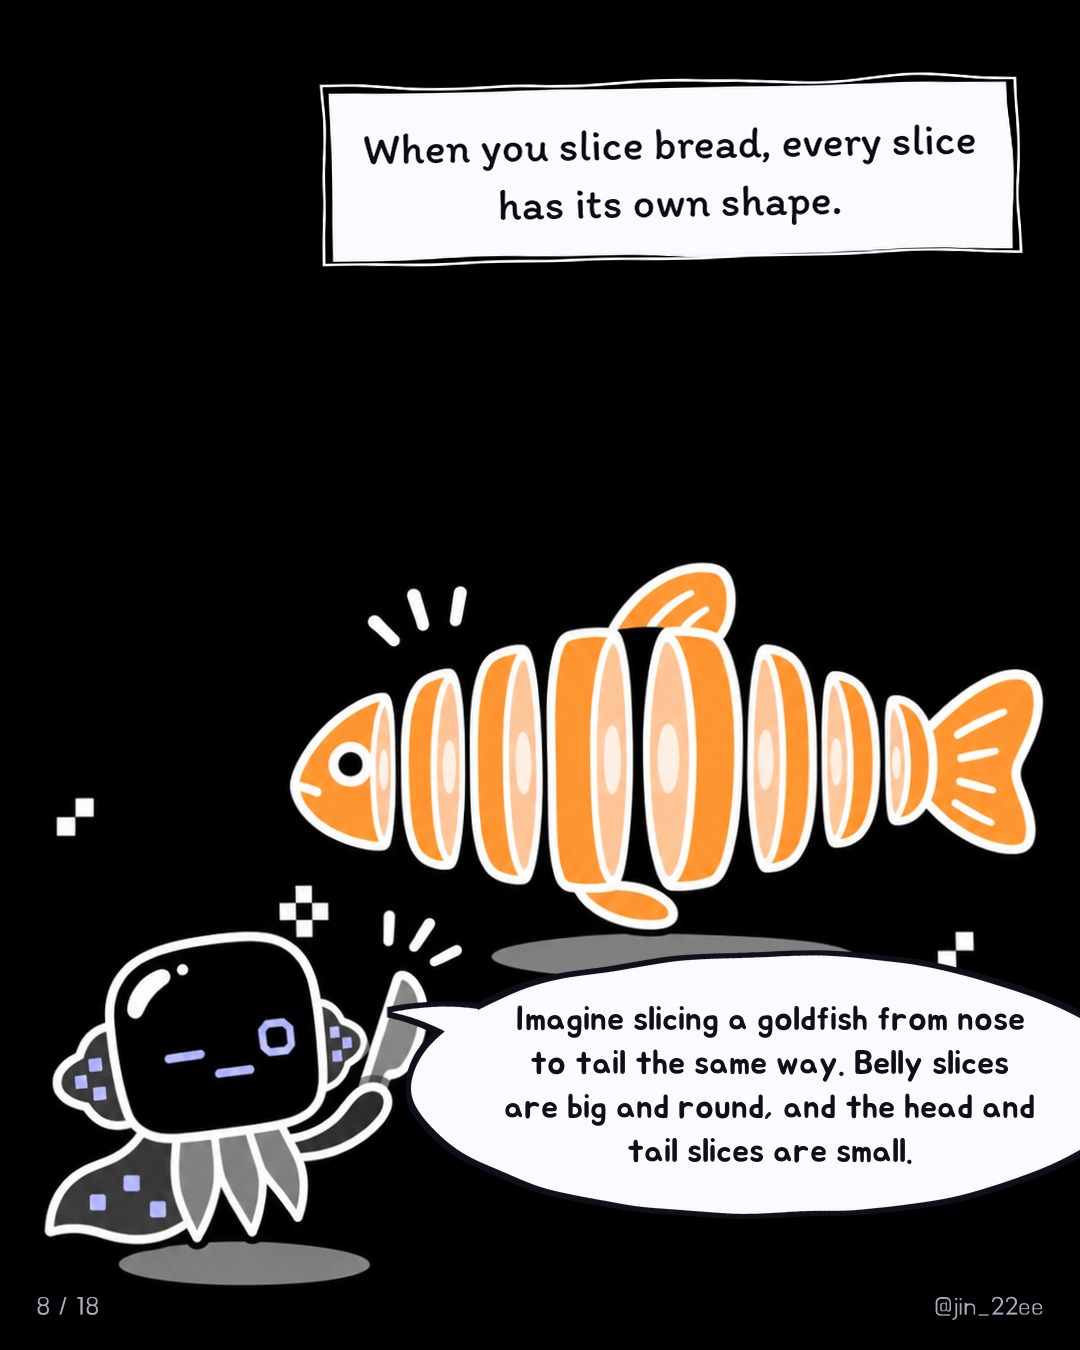 When you slice bread, every slice
has its own shape.
Imagine slicing a goldfish from nose
to tail the same way. Belly slices
are big and round, and the head and
tail slices are small.
8 / 18
@jin_22ee